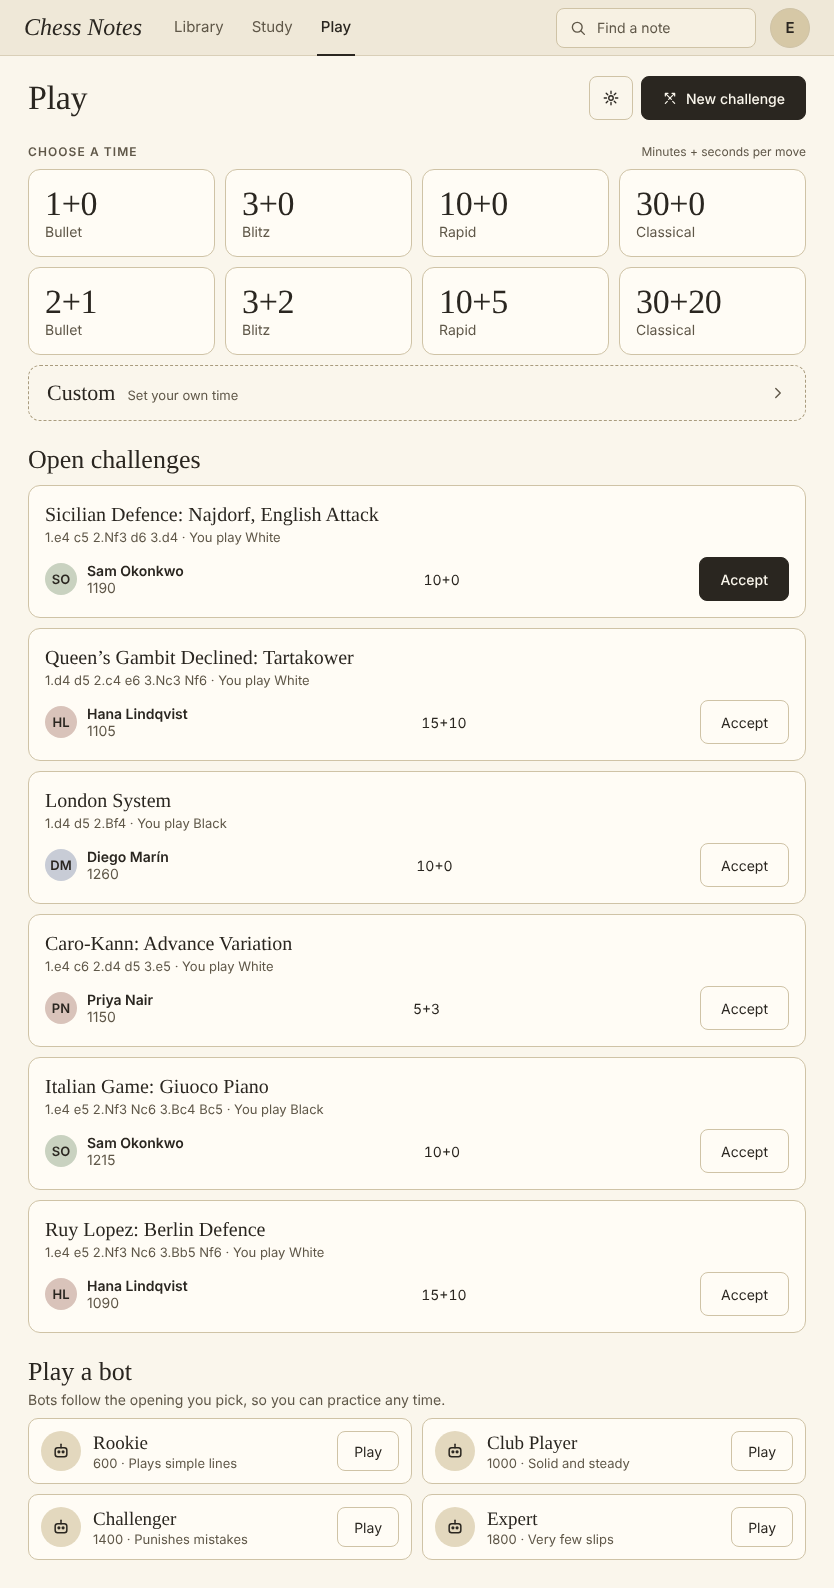 Chess Notes
Library
Study
Play
Find a note
E
Play
New challenge
CHOOSE A TIME
Minutes + seconds per move
1+0
Bullet
3+0
Blitz
10+0
Rapid
30+0
Classical
2+1
Bullet
3+2
Blitz
10+5
Rapid
30+20
Classical
Custom
Set your own time
Open challenges
Sicilian Defence: Najdorf, English Attack
1.e4 c5 2.Nf3 d6 3.d4 · You play White
SO
Sam Okonkwo
1190
10+0
Accept
Queen’s Gambit Declined: Tartakower
1.d4 d5 2.c4 e6 3.Nc3 Nf6 · You play White
HL
Hana Lindqvist
1105
15+10
Accept
London System
1.d4 d5 2.Bf4 · You play Black
DM
Diego Marín
1260
10+0
Accept
Caro-Kann: Advance Variation
1.e4 c6 2.d4 d5 3.e5 · You play White
PN
Priya Nair
1150
5+3
Accept
Italian Game: Giuoco Piano
1.e4 e5 2.Nf3 Nc6 3.Bc4 Bc5 · You play Black
SO
Sam Okonkwo
1215
10+0
Accept
Ruy Lopez: Berlin Defence
1.e4 e5 2.Nf3 Nc6 3.Bb5 Nf6 · You play White
HL
Hana Lindqvist
1090
15+10
Accept
Play a bot
Bots follow the opening you pick, so you can practice any time.
Rookie
600 · Plays simple lines
Play
Club Player
1000 · Solid and steady
Play
Challenger
1400 · Punishes mistakes
Play
Expert
1800 · Very few slips
Play